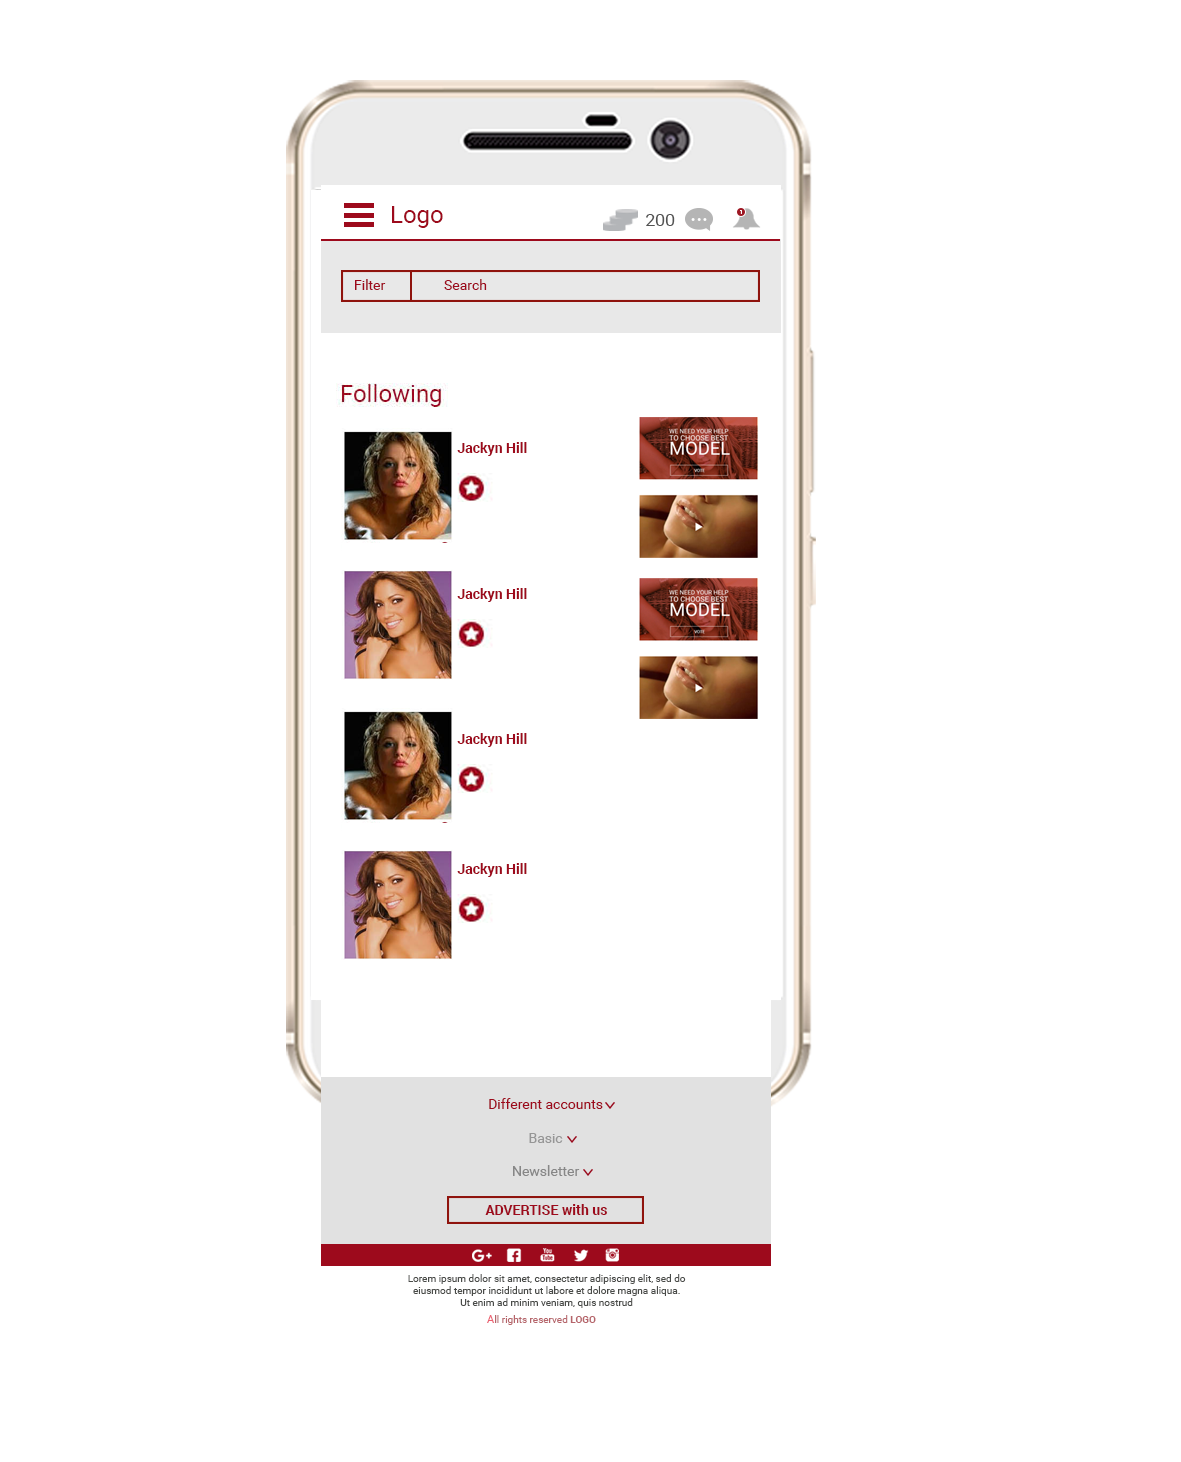 Logo
200
1
Filter
Search
Following
Jackyn Hill
WE NEED YOUR HELP
TO CHOOSE BEST
MODEL
VOTE
Jackyn Hill
WE NEED YOUR HELP
TO CHOOSE BEST
MODEL
VOTE
Jackyn Hill
Jackyn Hill
Different accounts
Basic
Newsletter
ADVERTISE with us
G+
You
Tube
Lorem ipsum dolor sit amet, consectetur adipiscing elit, sed do
eiusmod tempor incididunt ut labore et dolore magna aliqua.
Ut enim ad minim veniam, quis nostrud
All rights reserved LOGO